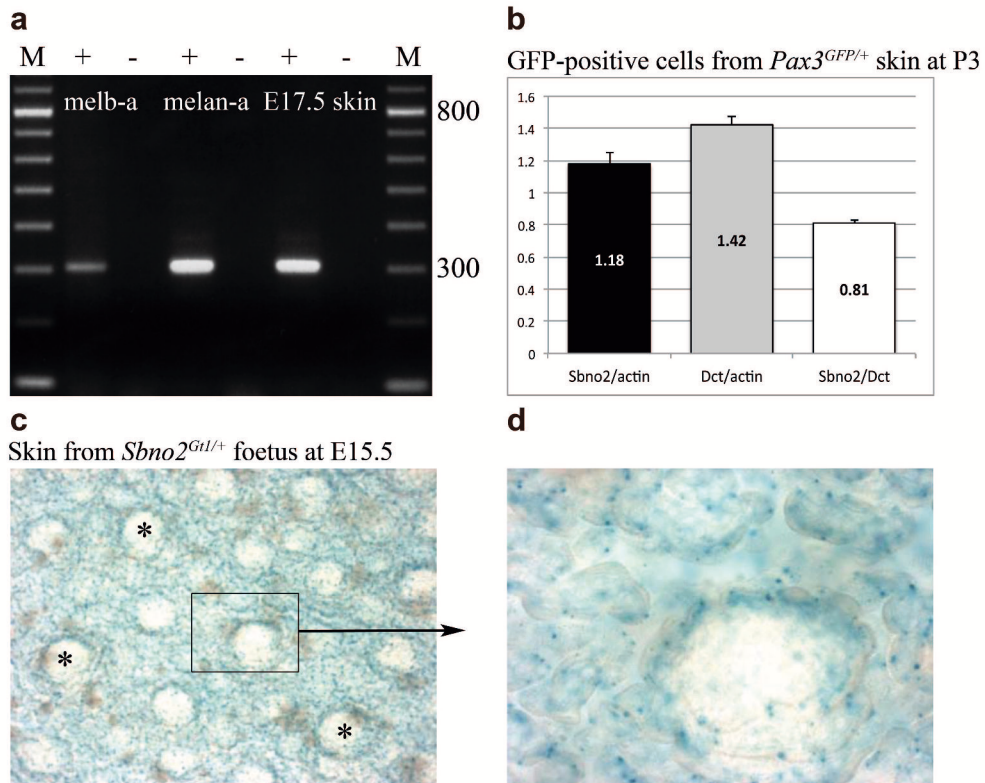 a
M + - + - + - M
melb-a melan-a E17.5 skin
800
300
b
GFP-positive cells from Pax3GFP/+ skin at P3
1.6
1.4
1.2
1
0.8
0.6
0.4
0.2
0
1.18
1.42
0.81
Sbno2/actin Dct/actin Sbno2/Dct
c
Skin from Sbno2Gt1/+ foetus at E15.5
*
*
*
d